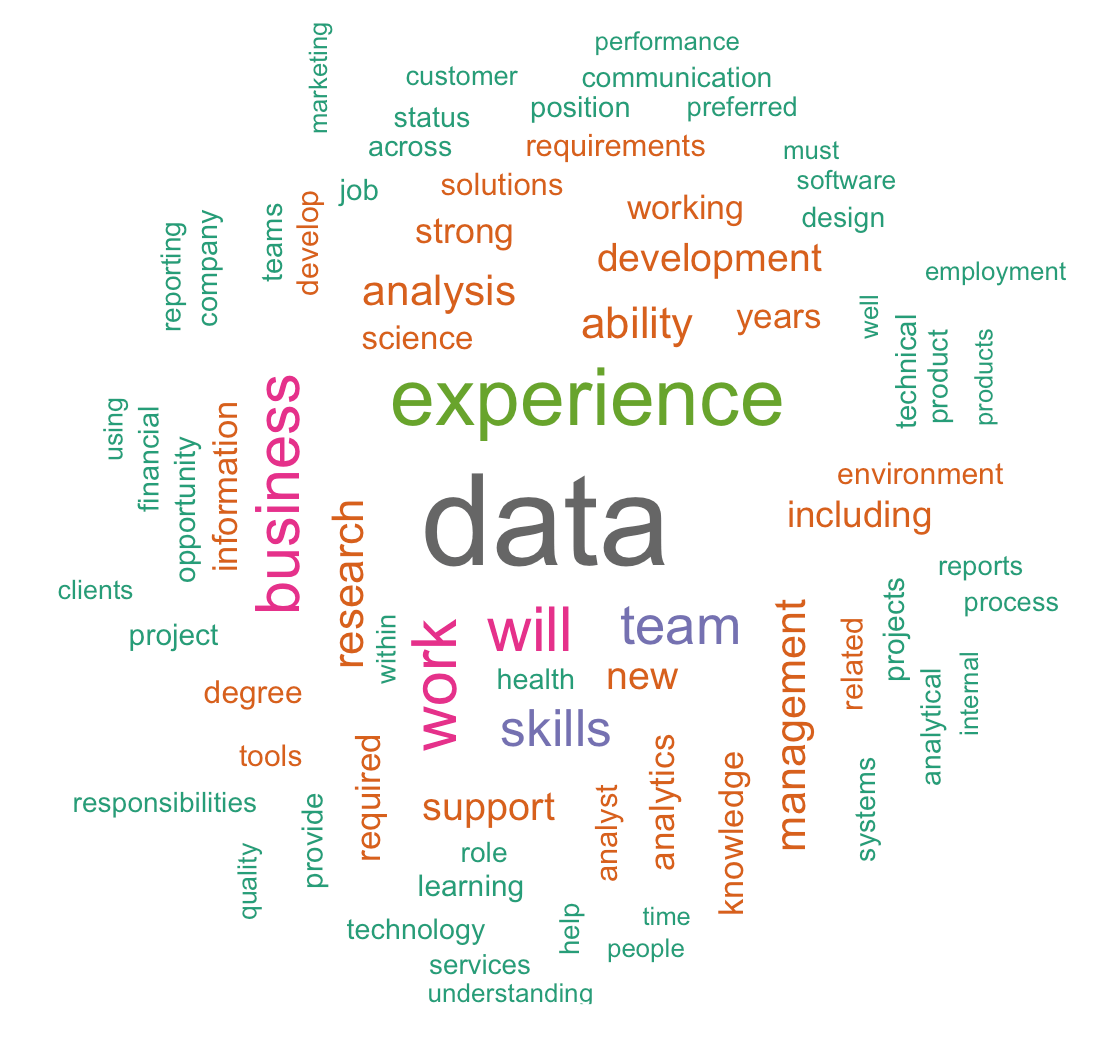 marketing
performance
customer
communication
status
position
preferred
across
requirements
must
job
solutions
software
working
design
teams
develop
strong
reporting
company
development
employment
analysis
ability
years
well
science
technical
product
products
experience
business
using
financial
opportunity
information
environment
data
including
research
clients
reports
process
project
within
work
will
team
management
related
projects
health
new
degree
analytical
internal
skills
tools
required
responsibilities
provide
support
analyst
analytics
knowledge
systems
quality
role
learning
technology
help
time
people
services
understanding